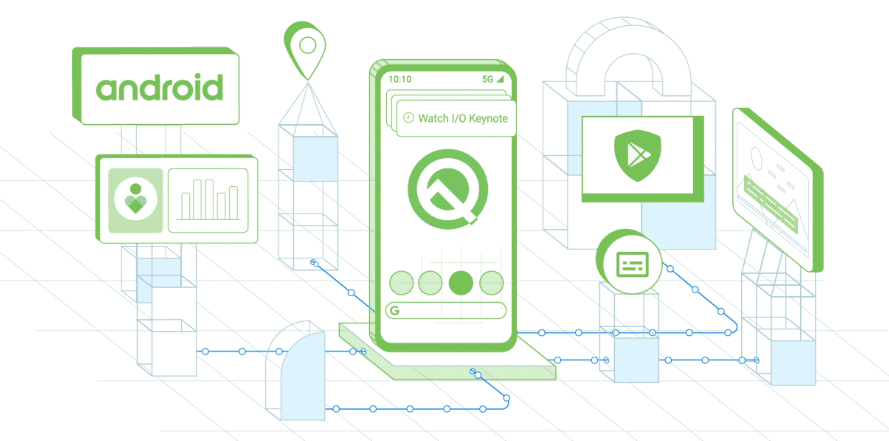 android
10:10 5G
Watch I/O Keynote
Q
G